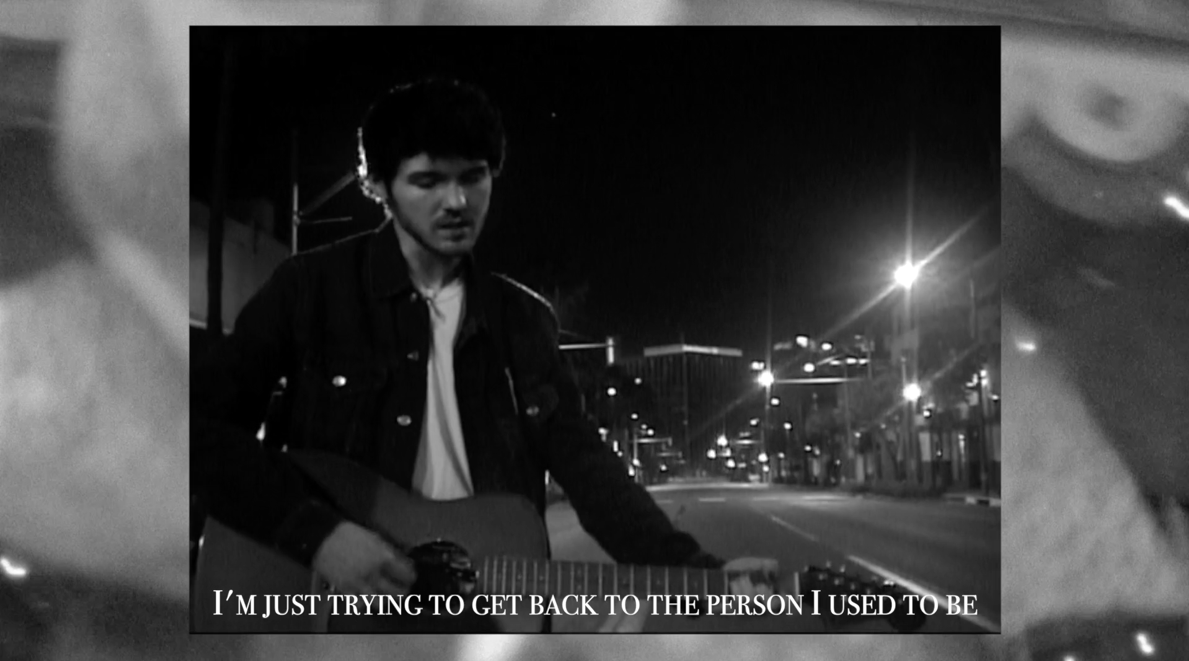 I'M JUST TRYING TO GET BACK TO THE PERSON I USED TO BE